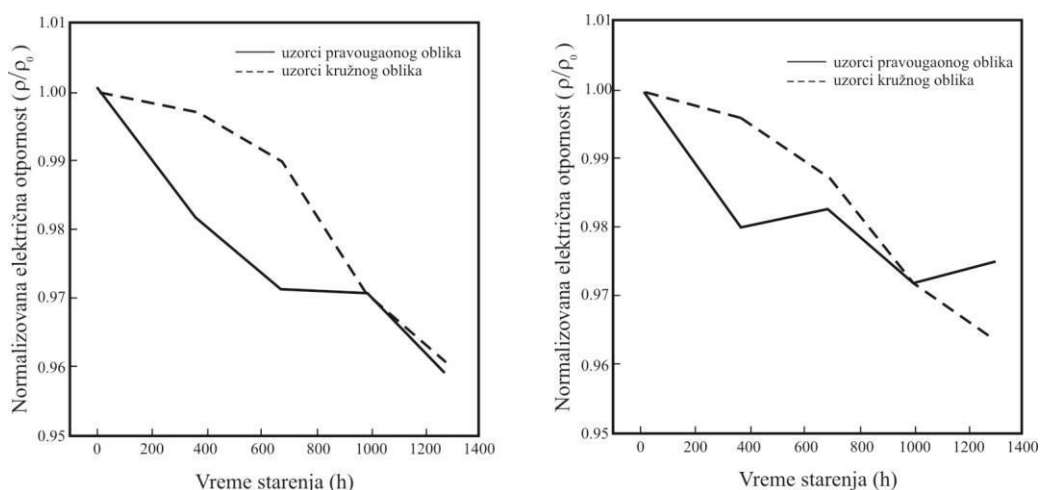 1.01
1.00
0.99
0.98
0.97
0.96
0.95
0 200 400 600 800 1000 1200 1400
Normalizovana električna otpornost (ρ/ρ₀)
Vreme starenja (h)
uzorci pravougaonog oblika
uzorci kružnog oblika
1.01
1.00
0.99
0.98
0.97
0.96
0.95
0 200 400 600 800 1000 1200 1400
Normalizovana električna otpornost (ρ/ρ₀)
Vreme starenja (h)
uzorci pravougaonog oblika
uzorci kružnog oblika